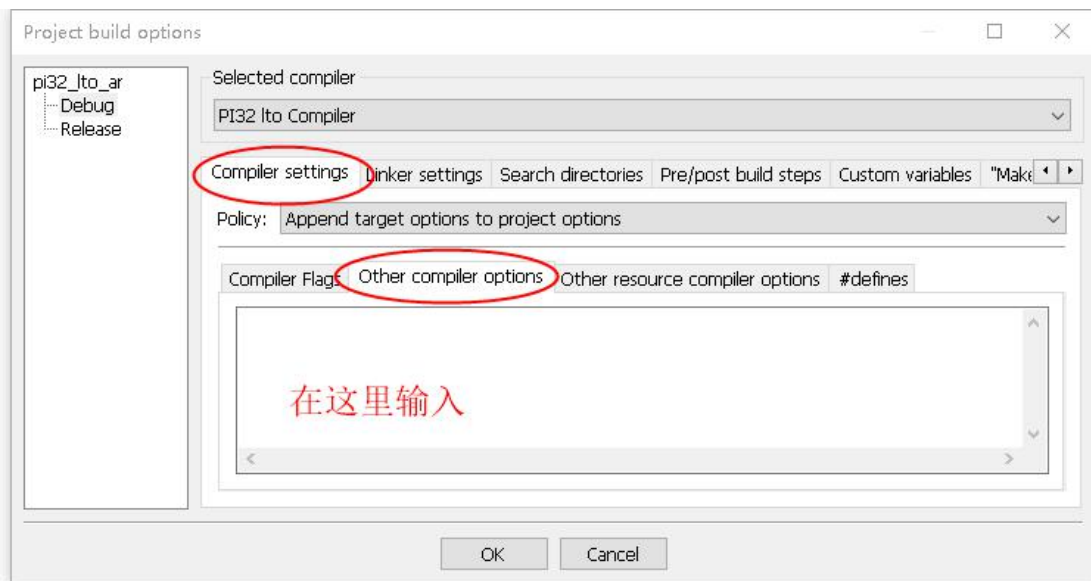 Project build options
pi32_lto_ar
Debug
Release
Selected compiler
PI32 lto Compiler
Compiler settings Linker settings Search directories Pre/post build steps Custom variables "Make
Policy: Append target options to project options
Compiler Flags Other compiler options Other resource compiler options #defines
在这里输入
OK Cancel